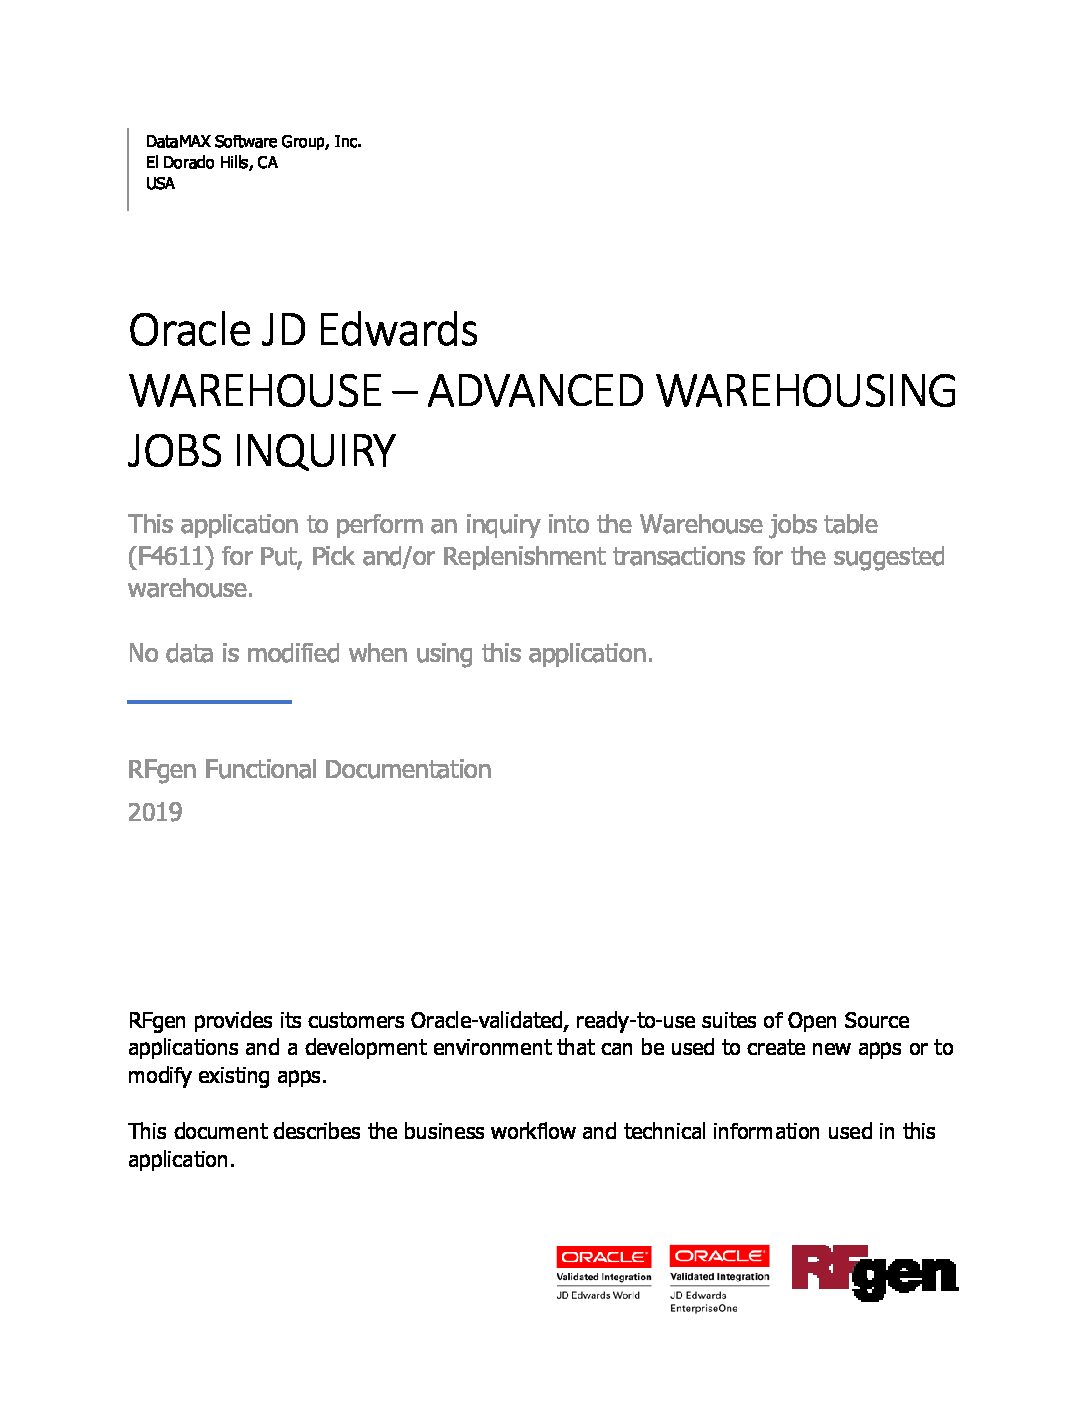 DataMAX Software Group, Inc.
El Dorado Hills, CA
USA
Oracle JD Edwards
WAREHOUSE – ADVANCED WAREHOUSING
JOBS INQUIRY
This application to perform an inquiry into the Warehouse jobs table
(F4611) for Put, Pick and/or Replenishment transactions for the suggested
warehouse.
No data is modified when using this application.
RFgen Functional Documentation
2019
RFgen provides its customers Oracle-validated, ready-to-use suites of Open Source
applications and a development environment that can be used to create new apps or to
modify existing apps.
This document describes the business workflow and technical information used in this
application.
ORACLE
Validated Integration
JD Edwards World
ORACLE
Validated Integration
JD Edwards
EnterpriseOne
RFgen